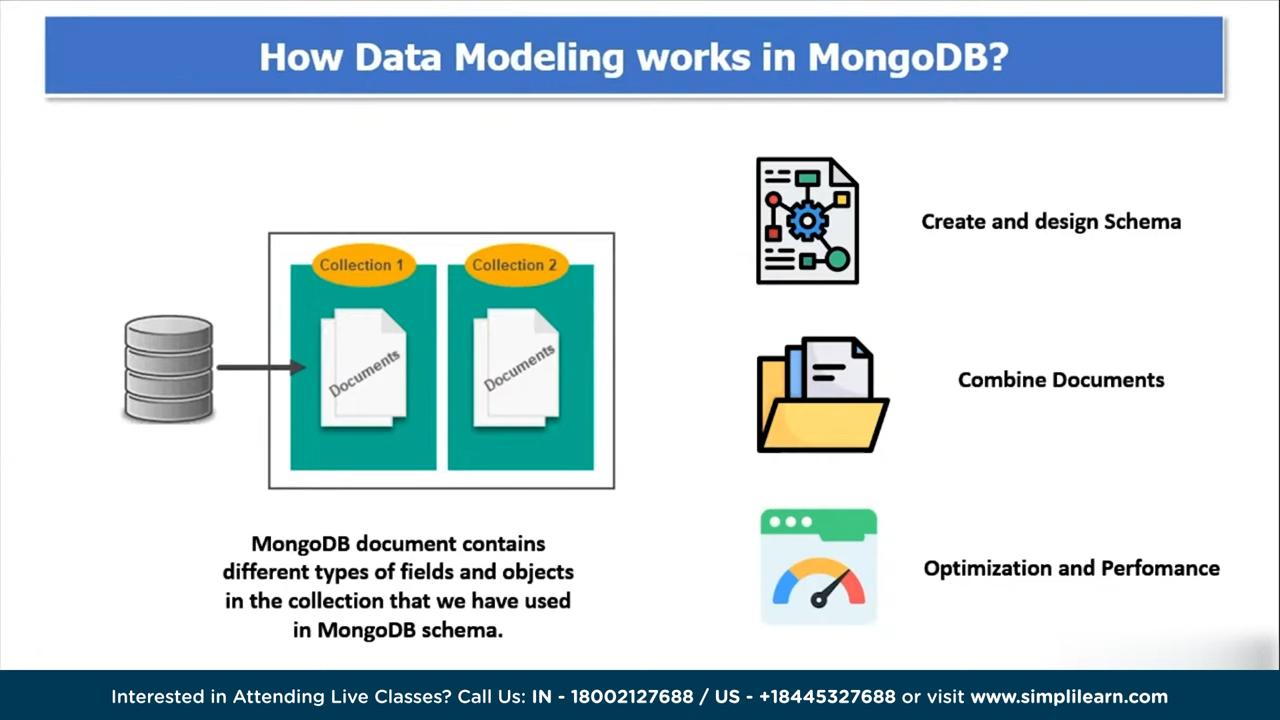 How Data Modeling works in MongoDB?
Collection 1
Collection 2
Documents
Documents
MongoDB document contains
different types of fields and objects
in the collection that we have used
in MongoDB schema.
Create and design Schema
Combine Documents
Optimization and Perfomance
Interested in Attending Live Classes? Call Us: IN - 18002127688 / US - +18445327688 or visit www.simplilearn.com